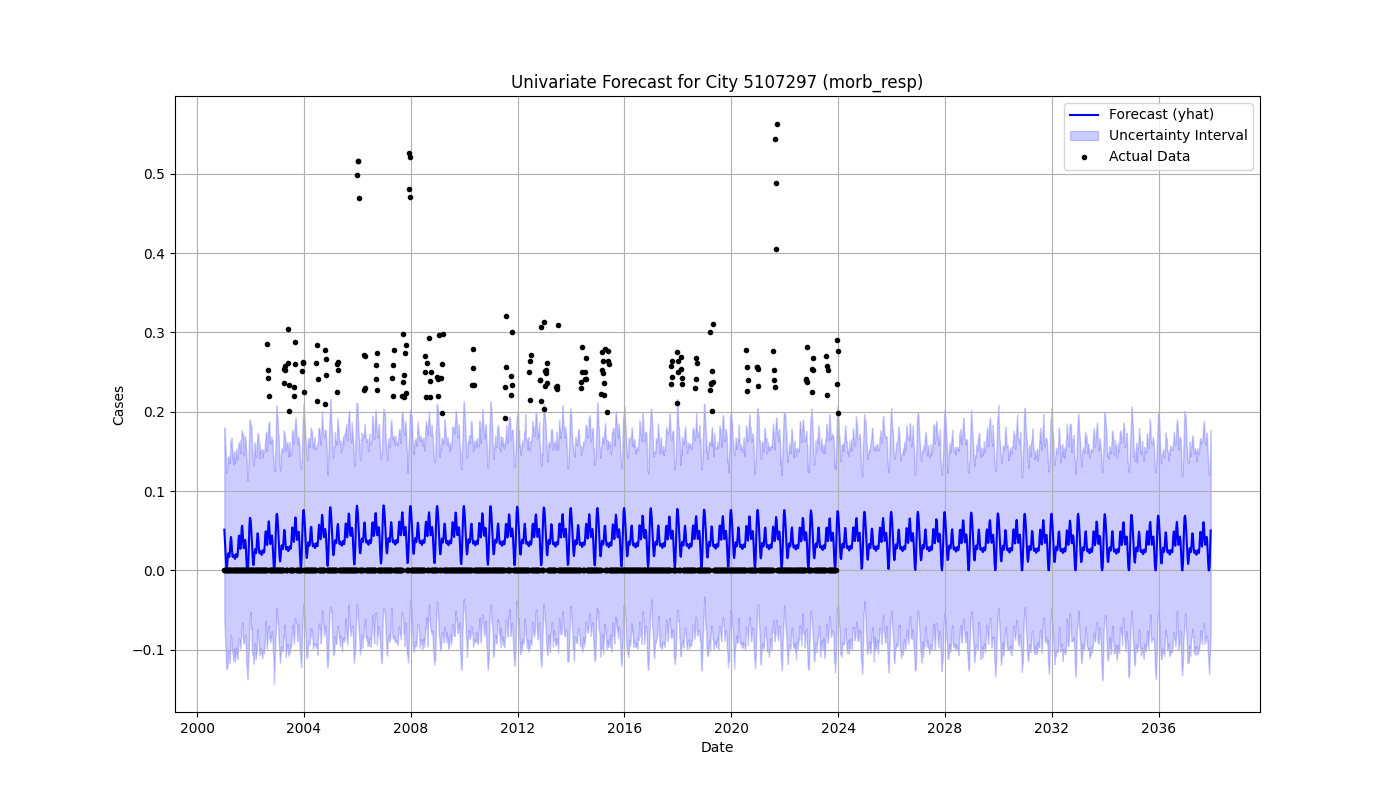 Univariate Forecast for City 5107297 (morb_resp)
Forecast (yhat)
Uncertainty Interval
Actual Data
Cases
0.5
0.4
0.3
0.2
0.1
0.0
−0.1
2000 2004 2008 2012 2016 2020 2024 2028 2032 2036
Date